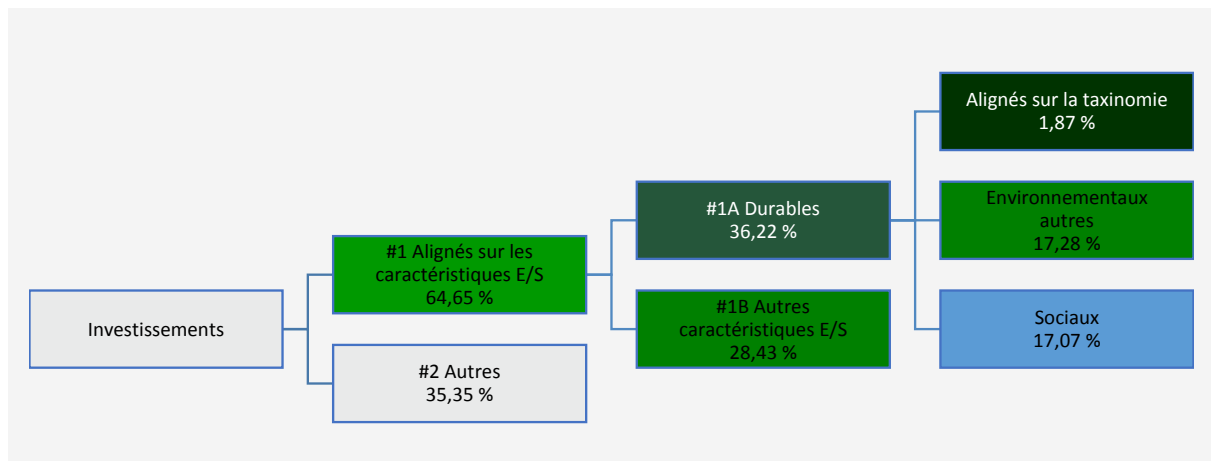 Investissements
#1 Alignés sur les
caractéristiques E/S
64,65 %
#2 Autres
35,35 %
#1A Durables
36,22 %
#1B Autres
caractéristiques E/S
28,43 %
Alignés sur la taxinomie
1,87 %
Environnementaux
autres
17,28 %
Sociaux
17,07 %